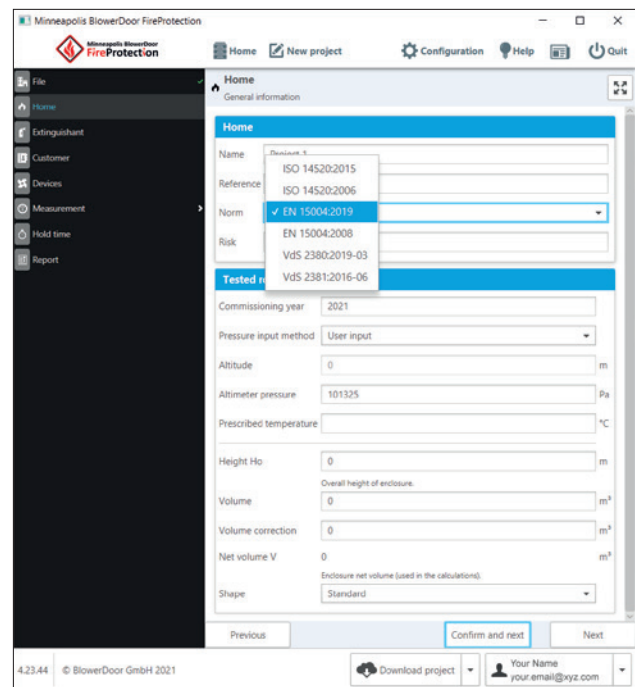 Minneapolis BlowerDoor FireProtection
Minneapolis BlowerDoor
FireProtection
Home
New project
Configuration
Help
Quit
File
Home
Extinguishant
Customer
Devices
Measurement
Hold time
Report
Home
General information
Home
Name Project 1
Reference
Norm
Risk
ISO 14520:2015
ISO 14520:2006
✓ EN 15004:2019
EN 15004:2008
VdS 2380:2019-03
VdS 2381:2016-06
Tested
Commissioning year 2021
Pressure input method User input
Altitude 0 m
Altimeter pressure 101325 Pa
Prescribed temperature °C
Height Ho 0 m
Overall height of enclosure.
Volume 0 m³
Volume correction 0 m³
Net volume V 0 m³
Enclosure net volume (used in the calculations).
Shape Standard
Previous
Confirm and next
Next
4.23.44 © BlowerDoor GmbH 2021
Download project
Your Name
your.email@xyz.com